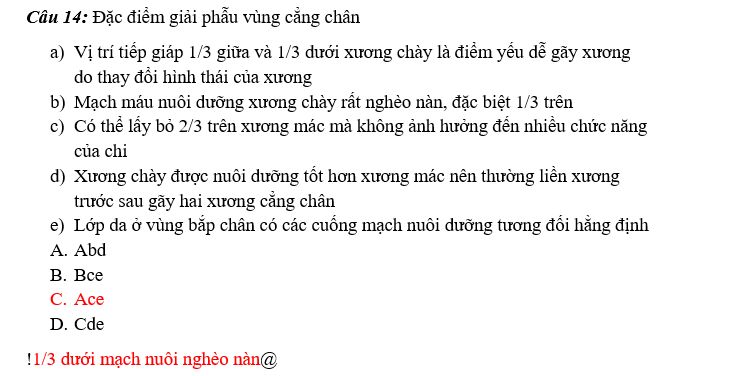 Câu 14: Đặc điểm giải phẫu vùng cẳng chân
a) Vị trí tiếp giáp 1/3 giữa và 1/3 dưới xương chày là điểm yếu dễ gãy xương
do thay đổi hình thái của xương
b) Mạch máu nuôi dưỡng xương chày rất nghèo nàn, đặc biệt 1/3 trên
c) Có thể lấy bỏ 2/3 trên xương mác mà không ảnh hưởng đến nhiều chức năng
của chi
d) Xương chày được nuôi dưỡng tốt hơn xương mác nên thường liền xương
trước sau gãy hai xương cẳng chân
e) Lớp da ở vùng bắp chân có các cuống mạch nuôi dưỡng tương đối hằng định
A. Abd
B. Bce
C. Ace
D. Cde
!1/3 dưới mạch nuôi nghèo nàn@